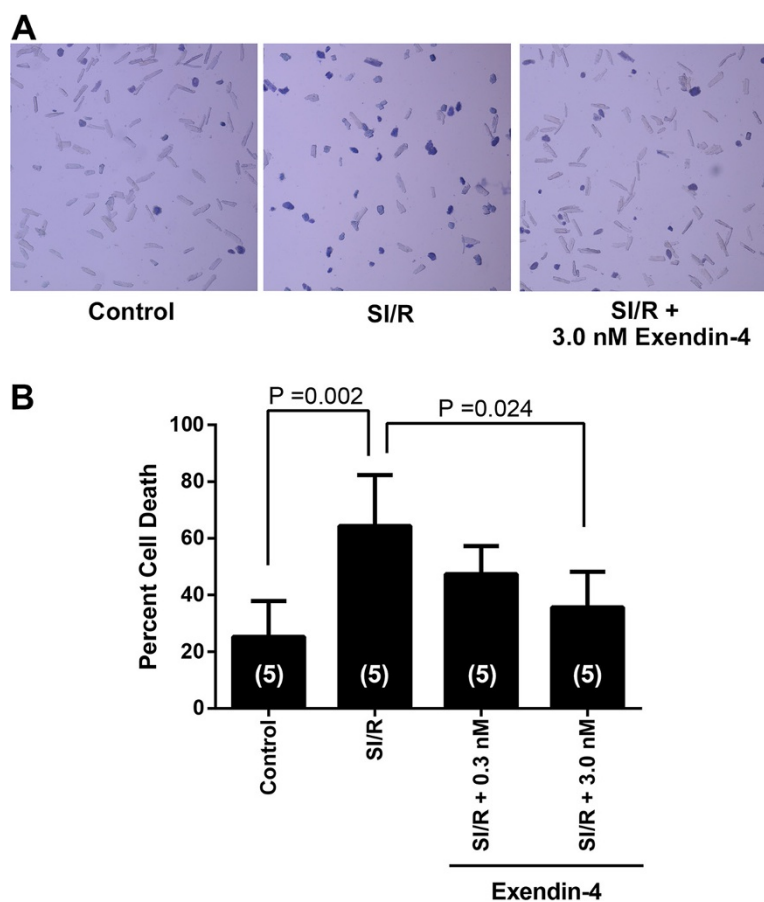 A
Control
SI/R
SI/R +
3.0 nM Exendin-4
B
P =0.002
P =0.024
Percent Cell Death
100
80
60
40
20
0
(5)
(5)
(5)
(5)
Control
SI/R
SI/R + 0.3 nM
SI/R + 3.0 nM
Exendin-4